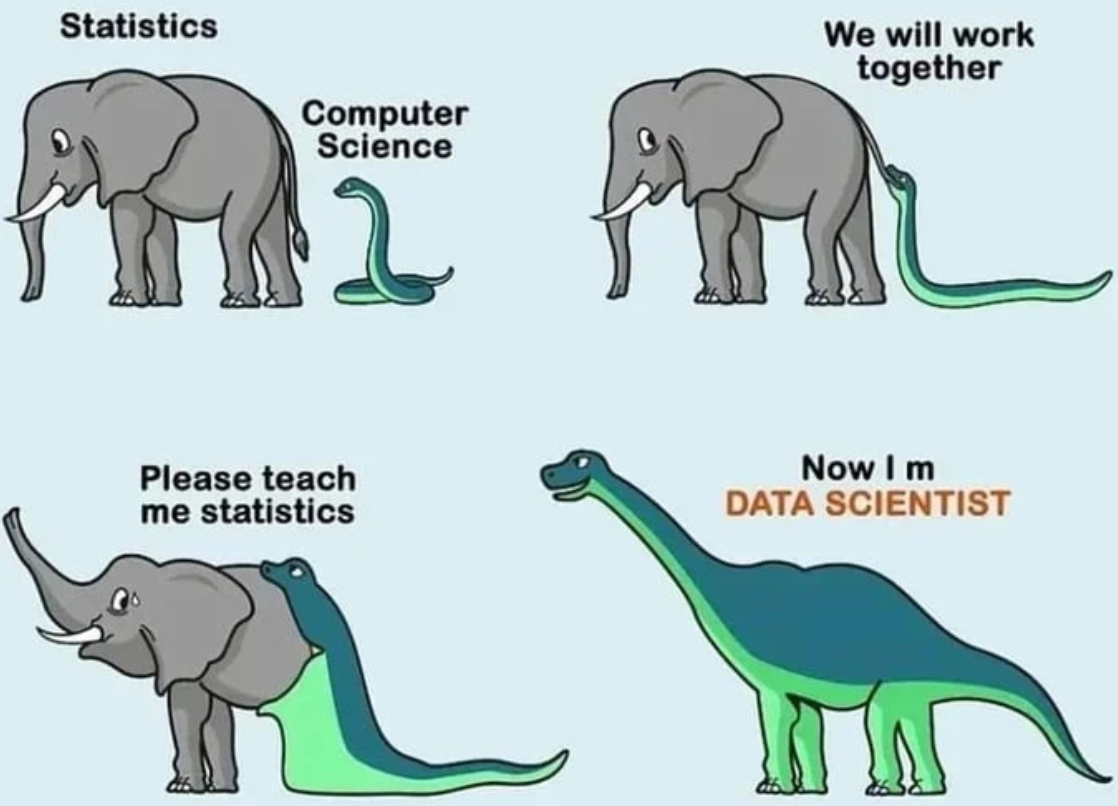 Statistics
Computer
Science
We will work
together
Please teach
me statistics
Now I m
DATA SCIENTIST